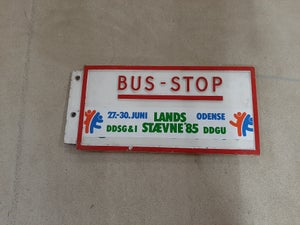 BUS-STOP
27.-30. JUNI LANDS ODENSE
DDSG&I STÆVNE '85 DDGU